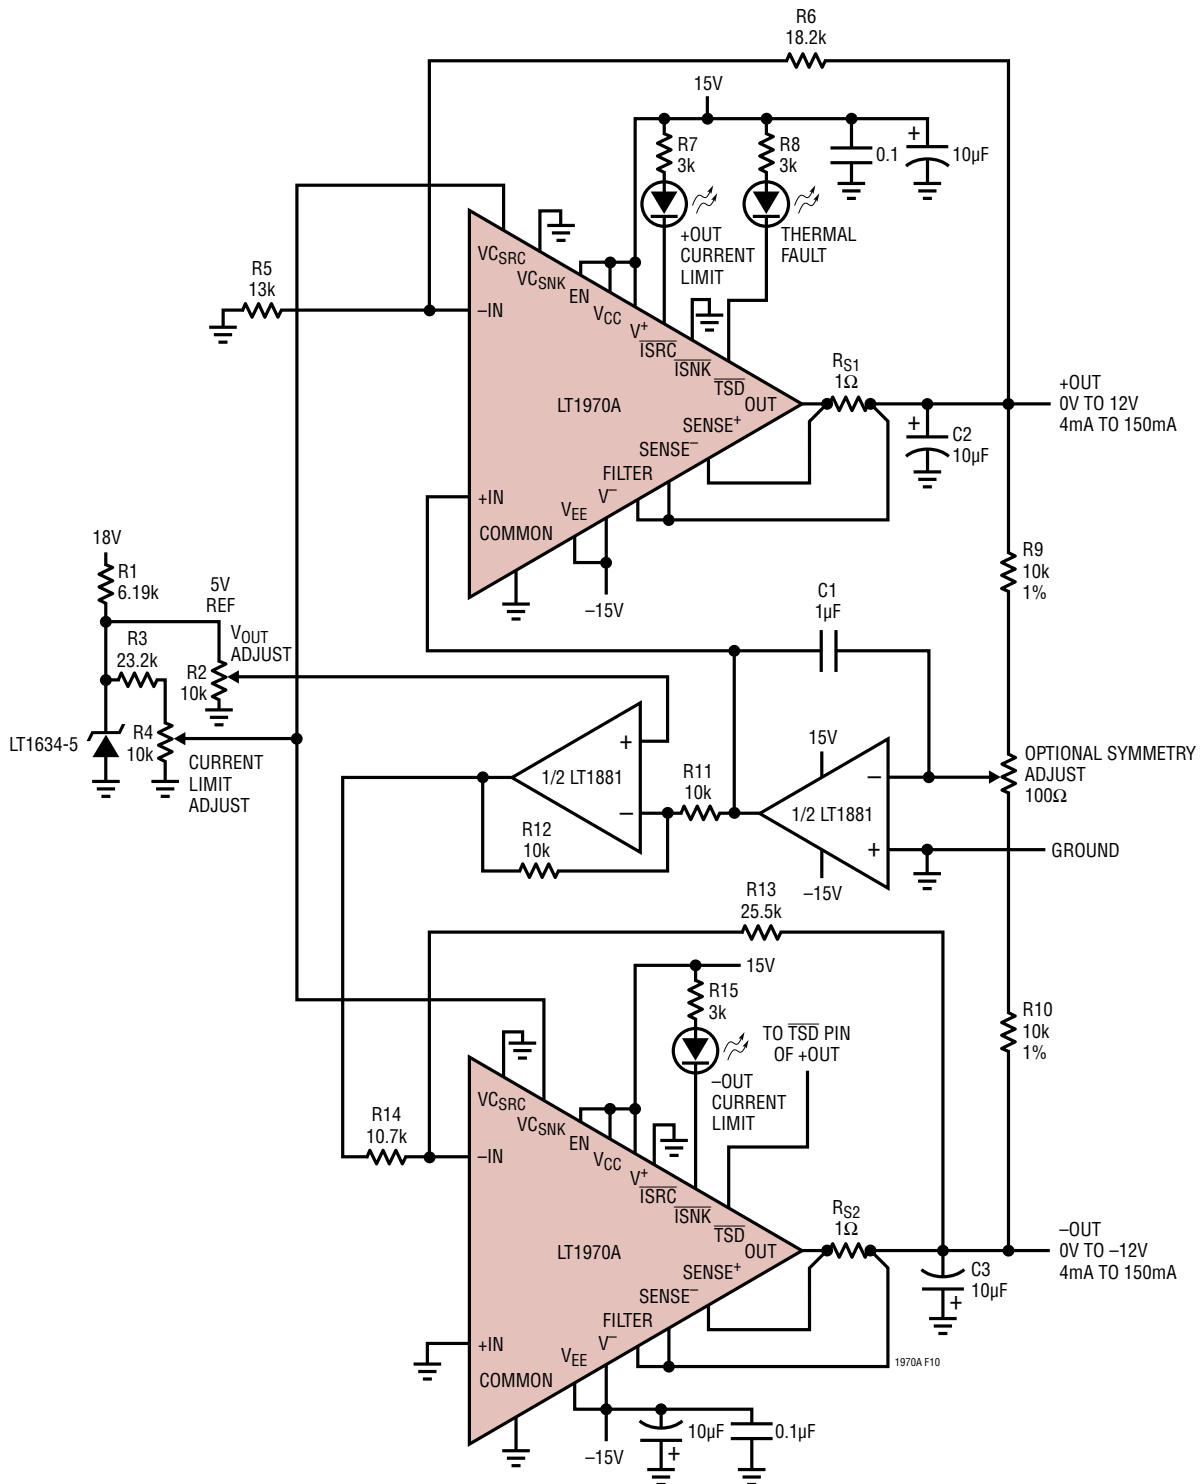 R6
18.2k
15V
R7
3k
R8
3k
0.1
+
10µF
+OUT
CURRENT
LIMIT
THERMAL
FAULT
R5
13k
VCSRC
VCSNK
EN
VCC
V+
ISRC
ISNK
TSD
OUT
–IN
LT1970A
SENSE+
SENSE–
FILTER
V–
VEE
+IN
COMMON
–15V
RS1
1Ω
+
C2
10µF
+OUT
0V TO 12V
4mA TO 150mA
18V
R1
6.19k
5V
REF
VOUT
ADJUST
R3
23.2k
R2
10k
LT1634-5
R4
10k
CURRENT
LIMIT
ADJUST
R9
10k
1%
C1
1µF
+
1/2 LT1881
–
R11
10k
R12
10k
15V
–
1/2 LT1881
+
–15V
OPTIONAL SYMMETRY
ADJUST
100Ω
GROUND
R13
25.5k
15V
R15
3k
–OUT
CURRENT
LIMIT
TO TSD PIN
OF +OUT
R10
10k
1%
R14
10.7k
VCSRC
VCSNK
EN
VCC
V+
ISRC
ISNK
TSD
OUT
–IN
LT1970A
SENSE+
SENSE–
FILTER
V–
VEE
+IN
COMMON
RS2
1Ω
C3
10µF
+
–OUT
0V TO –12V
4mA TO 150mA
1970A F10
–15V
10µF
+
0.1µF